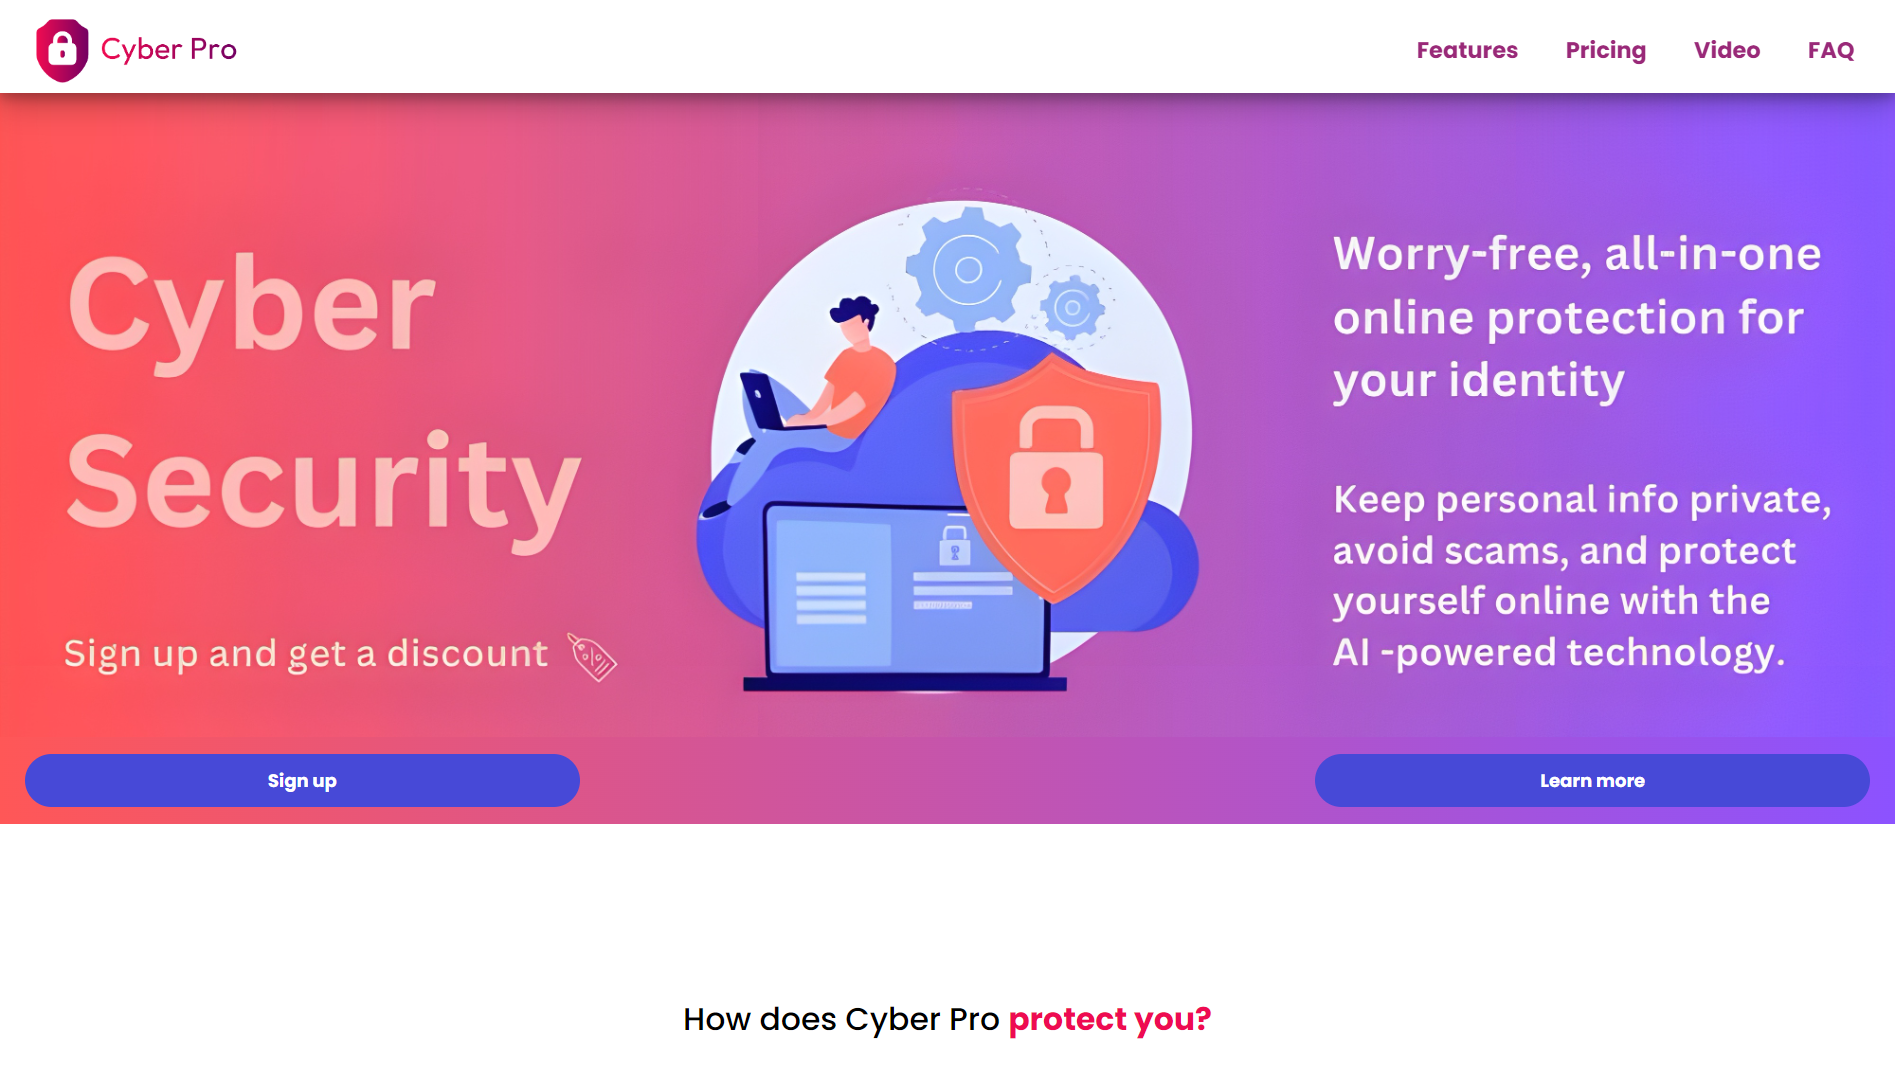 Cyber Pro
Features
Pricing
Video
FAQ
Cyber
Security
Sign up and get a discount
Worry-free, all-in-one
online protection for
your identity
Keep personal info private,
avoid scams, and protect
yourself online with the
AI -powered technology.
Sign up
Learn more
How does Cyber Pro protect you?